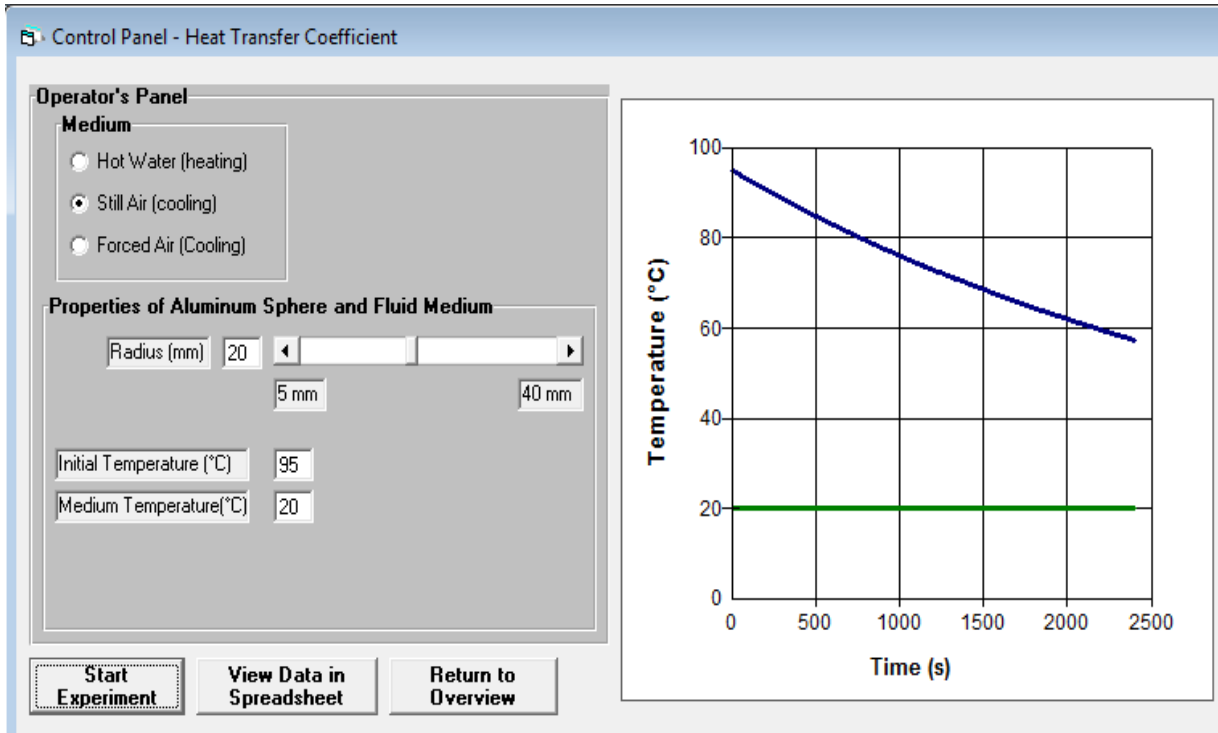 Control Panel - Heat Transfer Coefficient
Operator's Panel
Medium
Hot Water (heating)
Still Air (cooling)
Forced Air (Cooling)
Properties of Aluminum Sphere and Fluid Medium
Radius (mm) 20
5 mm 40 mm
Initial Temperature (°C) 95
Medium Temperature(°C) 20
Start
Experiment
View Data in
Spreadsheet
Return to
Overview
Temperature (°C)
100
80
60
40
20
0
0 500 1000 1500 2000 2500
Time (s)